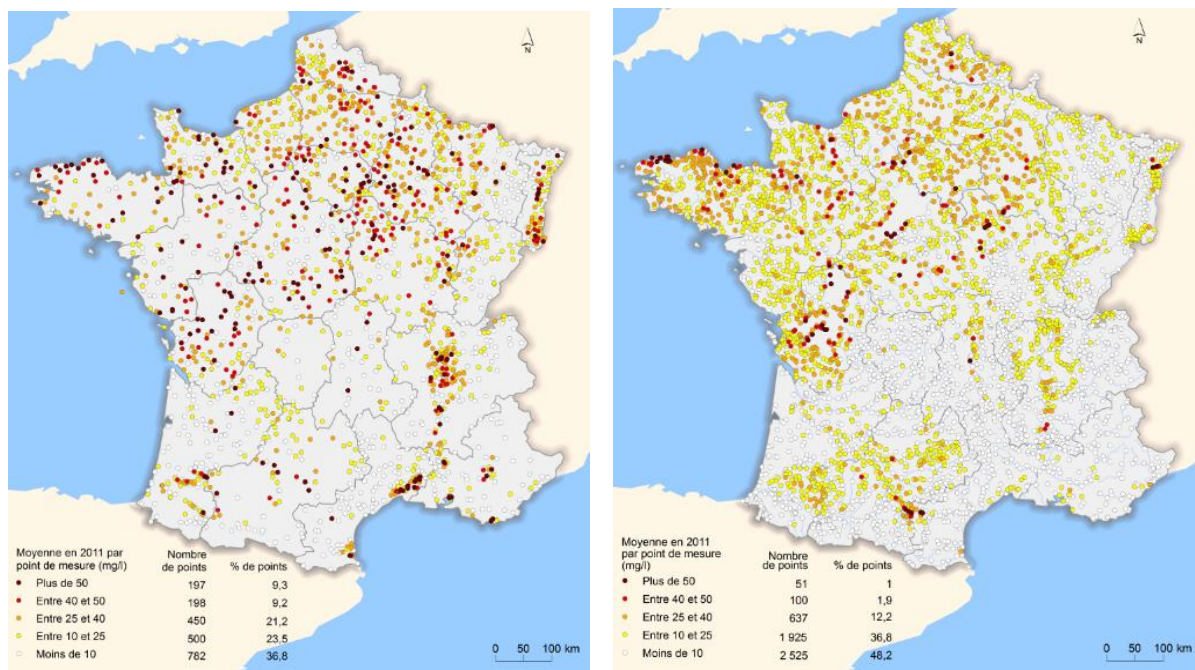 N
Moyenne en 2011 par
point de mesure (mg/l)
Nombre
de points
% de points
Plus de 50 197 9,3
Entre 40 et 50 198 9,2
Entre 25 et 40 450 21,2
Entre 10 et 25 500 23,5
Moins de 10 782 36,8
0 50 100 km
N
Moyenne en 2011
par point de mesure
(mg/l)
Nombre
de points
% de points
Plus de 50 51 1
Entre 40 et 50 100 1,9
Entre 25 et 40 637 12,2
Entre 10 et 25 1 925 36,8
Moins de 10 2 525 48,2
0 50 100 km